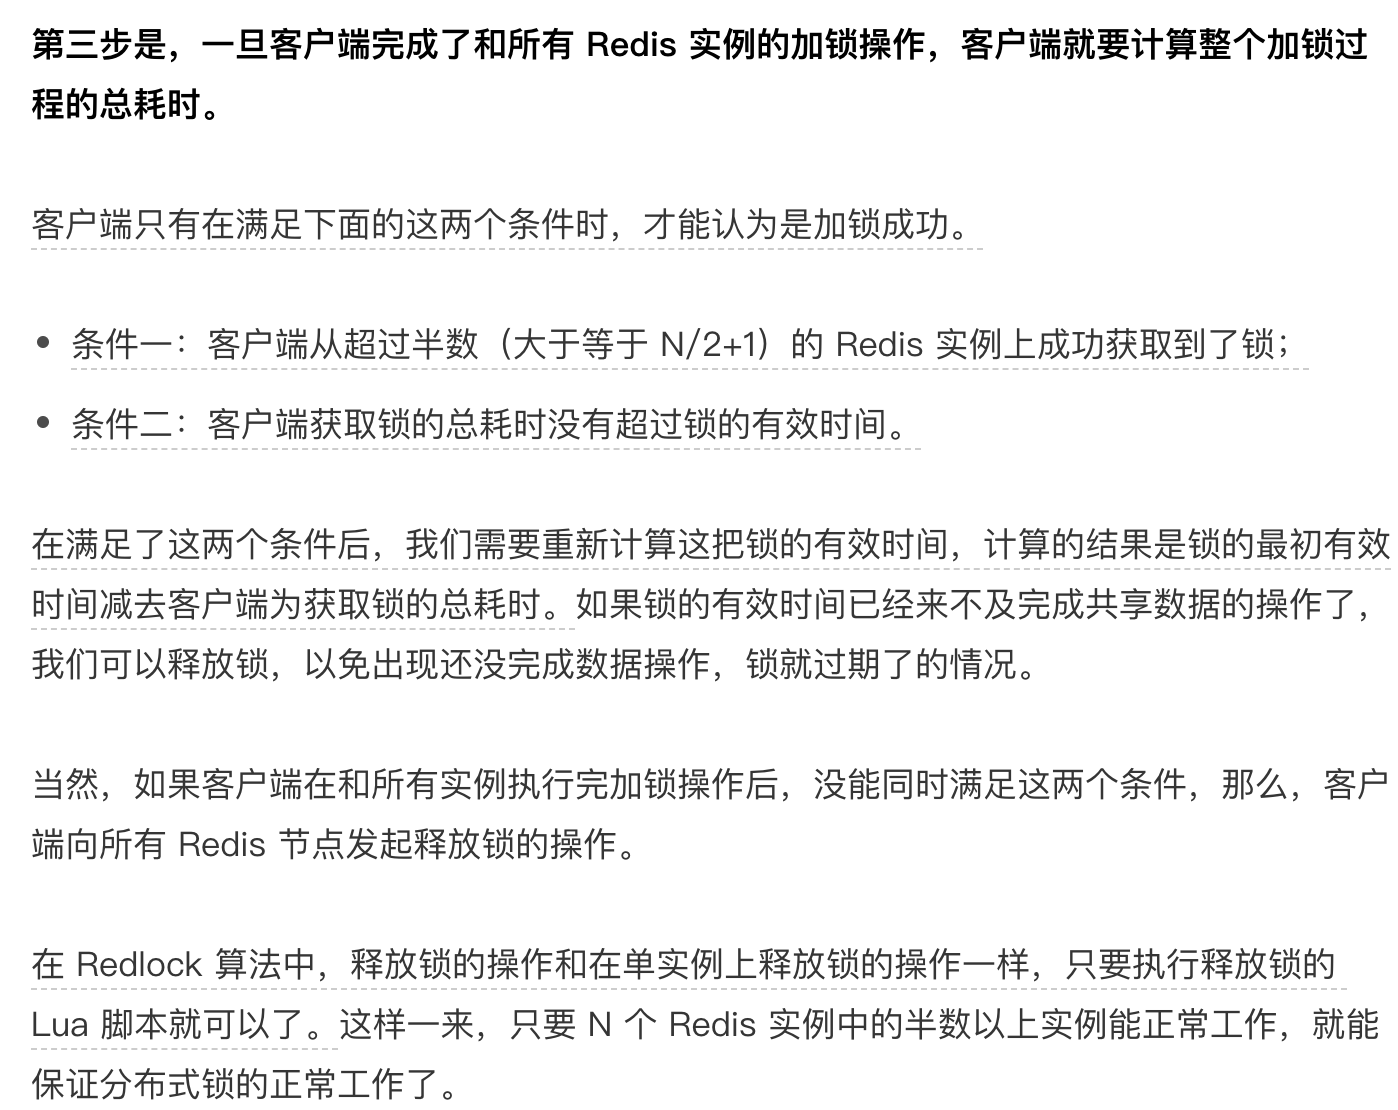 第三步是，一旦客户端完成了和所有 Redis 实例的加锁操作，客户端就要计算整个加锁过
程的总耗时。
客户端只有在满足下面的这两个条件时，才能认为是加锁成功。
• 条件一：客户端从超过半数（大于等于 N/2+1）的 Redis 实例上成功获取到了锁；
• 条件二：客户端获取锁的总耗时没有超过锁的有效时间。
在满足了这两个条件后，我们需要重新计算这把锁的有效时间，计算的结果是锁的最初有效
时间减去客户端为获取锁的总耗时。如果锁的有效时间已经来不及完成共享数据的操作了，
我们可以释放锁，以免出现还没完成数据操作，锁就过期了的情况。
当然，如果客户端在和所有实例执行完加锁操作后，没能同时满足这两个条件，那么，客户
端向所有 Redis 节点发起释放锁的操作。
在 Redlock 算法中，释放锁的操作和在单实例上释放锁的操作一样，只要执行释放锁的
Lua 脚本就可以了。这样一来，只要 N 个 Redis 实例中的半数以上实例能正常工作，就能
保证分布式锁的正常工作了。